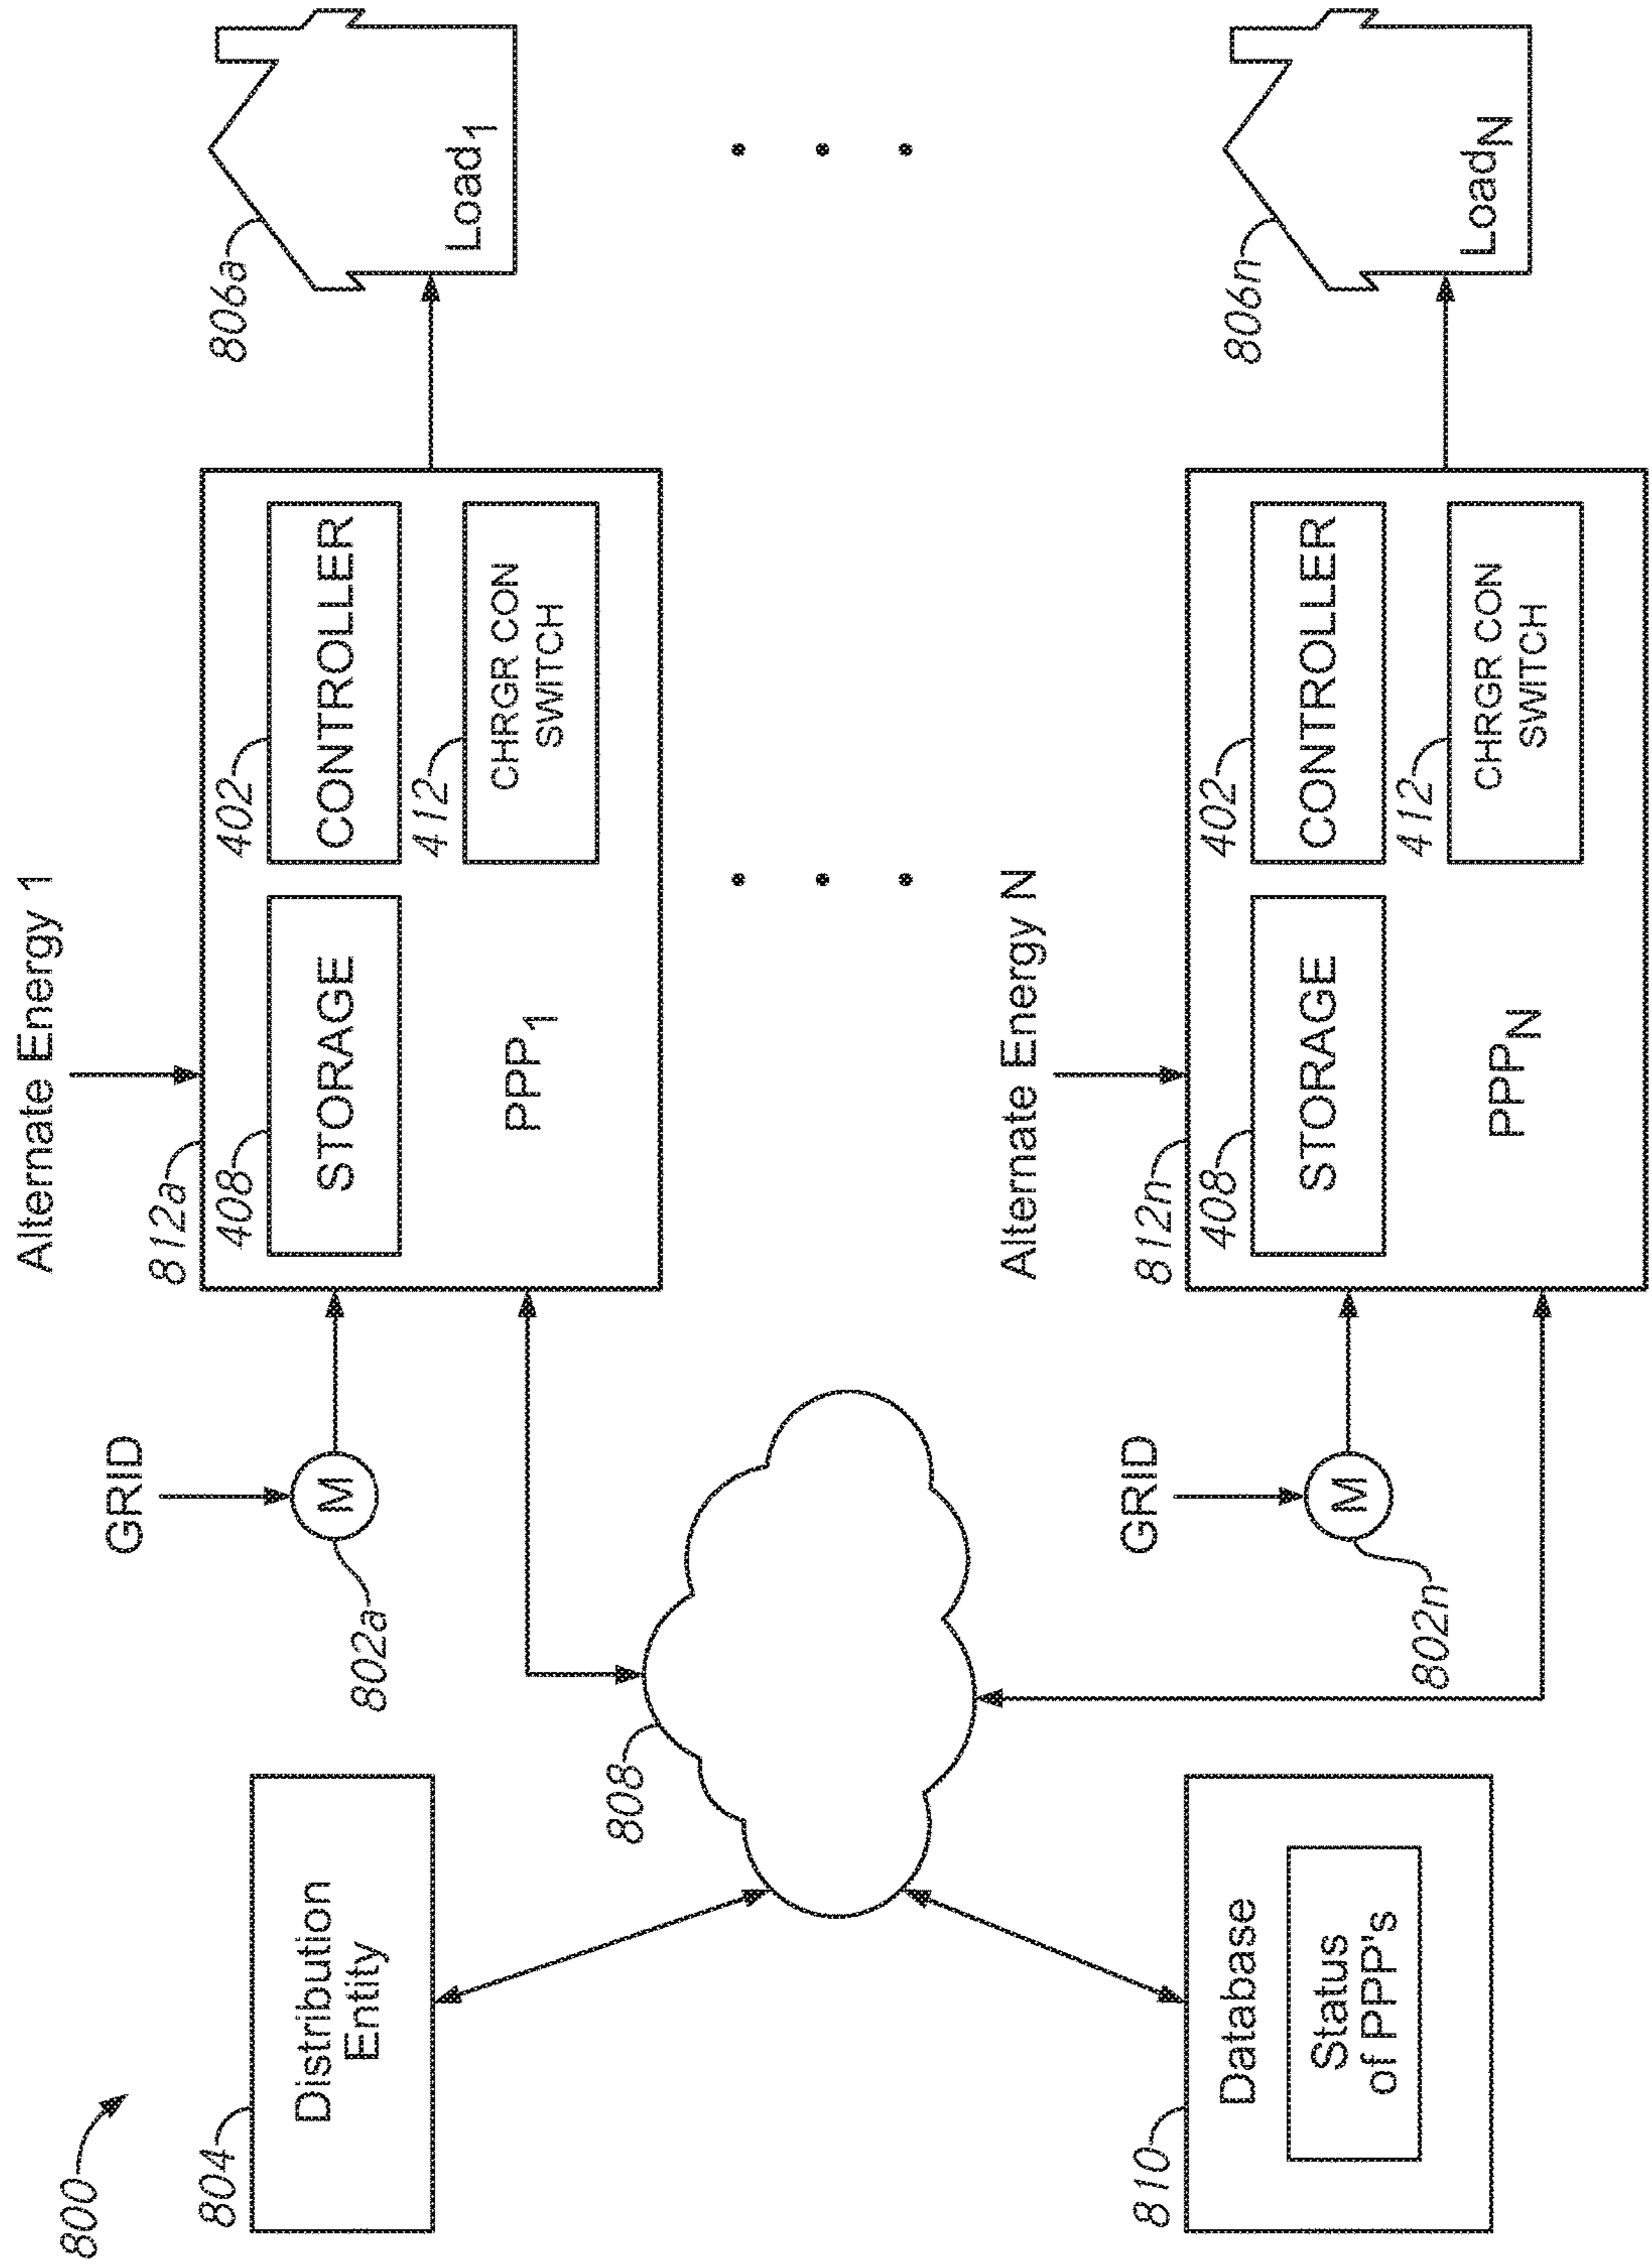 800
804
Distribution
Entity
GRID
M
802a
Alternate Energy 1
812a
408
STORAGE
402
CONTROLLER
PPP1
412
CHRGR CON
SWITCH
806a
Load1
808
810
Database
Status
of PPP's
GRID
M
802n
Alternate Energy N
812n
408
STORAGE
402
CONTROLLER
PPPN
412
CHRGR CON
SWITCH
806n
LoadN